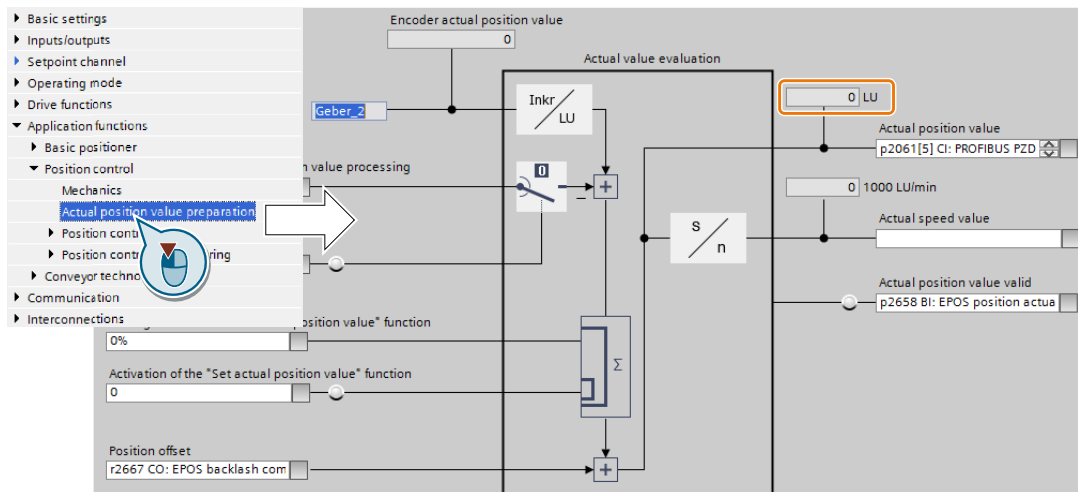 Basic settings
Inputs/outputs
Setpoint channel
Operating mode
Drive functions
Application functions
Basic positioner
Position control
Mechanics
Actual position value preparation
Position contr
Position contr ring
Conveyor techno
Communication
Interconnections
Encoder actual position value
0
Geber_2
Actual value evaluation
Inkr
LU
n value processing
0
+
–
S
n
position value" function
0%
Activation of the "Set actual position value" function
0
Σ
Position offset
r2667 CO: EPOS backlash com
+
0 LU
Actual position value
p2061[5] CI: PROFIBUS PZD
0 1000 LU/min
Actual speed value
Actual position value valid
p2658 BI: EPOS position actua